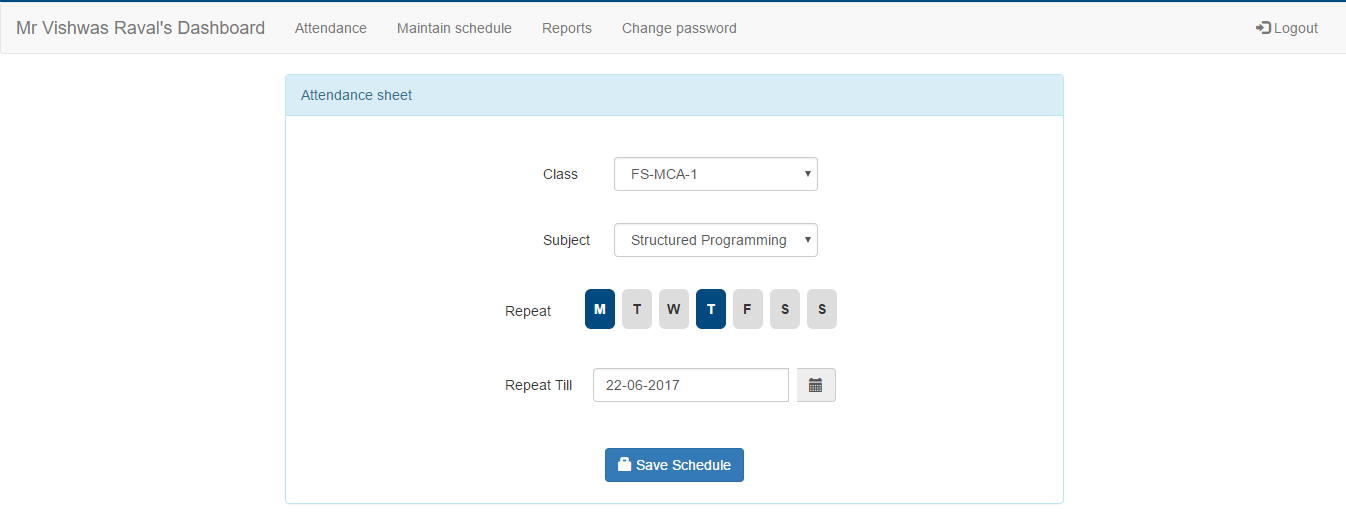 Mr Vishwas Raval's Dashboard Attendance Maintain schedule Reports Change password Logout
Attendance sheet
Class FS-MCA-1
Subject Structured Programming
Repeat M T W T F S S
Repeat Till 22-06-2017
Save Schedule